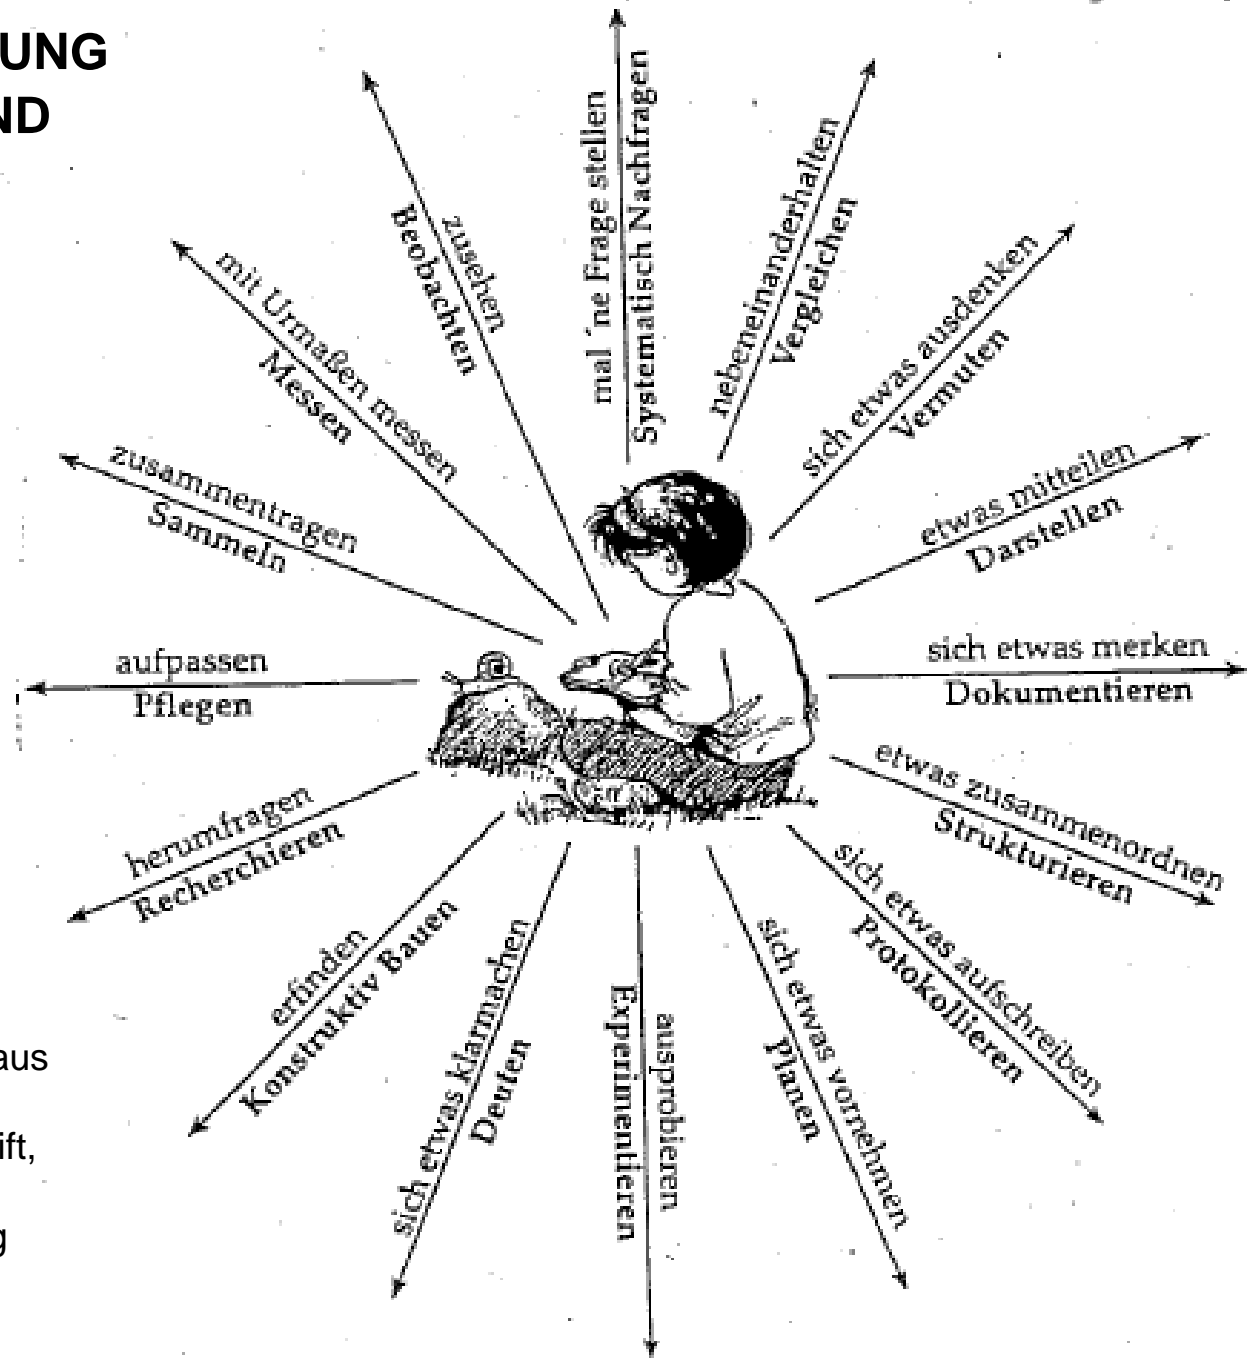 UNG
ND
mal ´ne Frage stellen
Systematisch Nachfragen
nebeneinanderhalten
Vergleichen
sich etwas ausdenken
Vermuten
etwas mitteilen
Darstellen
sich etwas merken
Dokumentieren
etwas zusammenordnen
Strukturieren
sich etwas aufschreiben
Protokollieren
sich etwas vornehmen
Planen
ausprobieren
Experimentieren
sich etwas klarmachen
Deuten
erfinden
Konstruktiv Bauen
herumfragen
Recherchieren
aufpassen
Pflegen
zusammentragen
Sammeln
mit Urmaßen messen
Messen
zusehen
Beobachten
aus
ift,
g